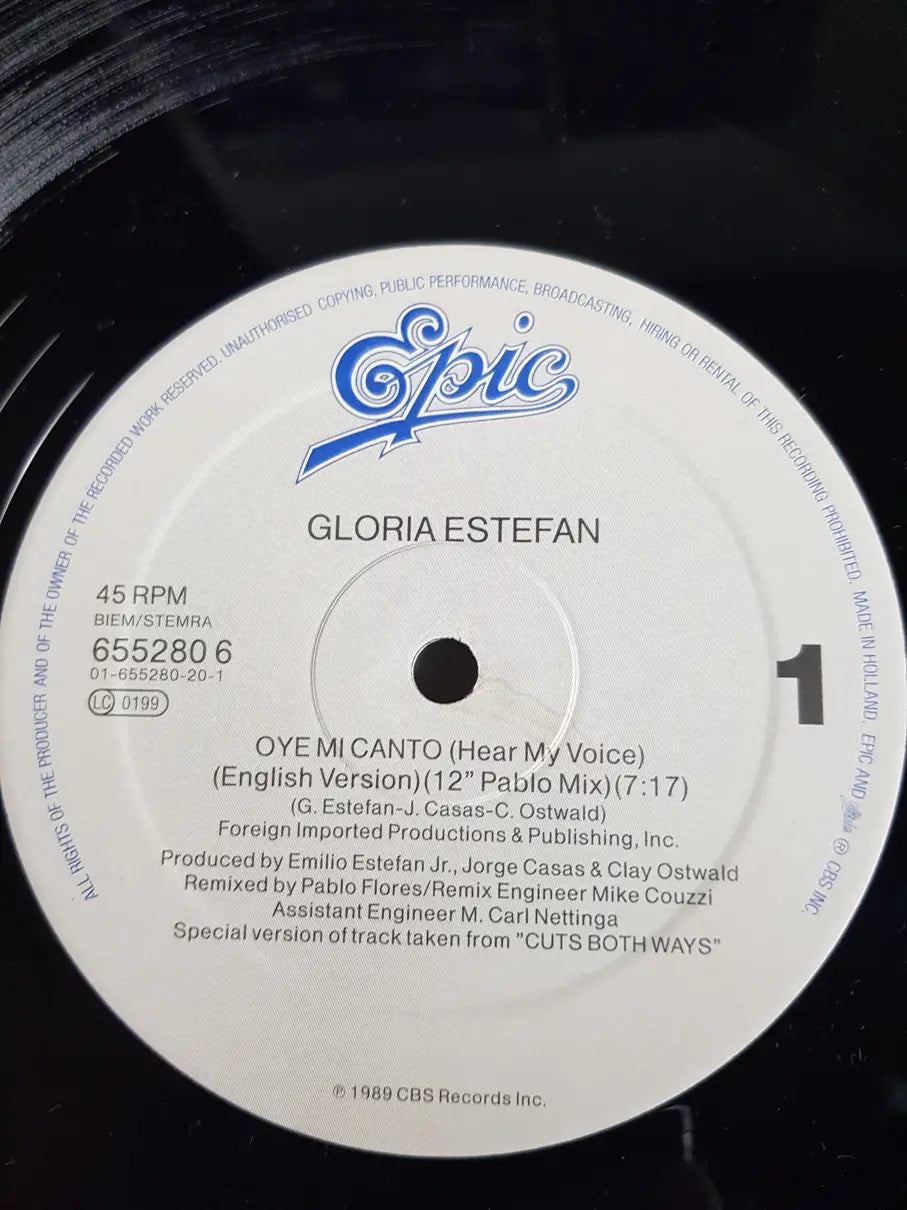 ALL RIGHTS OF THE PRODUCER AND OF THE OWNER OF THE RECORDED WORK RESERVED. UNAUTHORISED COPYING, PUBLIC PERFORMANCE, BROADCASTING, HIRING OR RENTAL OF THIS RECORDING PROHIBITED. MADE IN HOLLAND. EPIC AND ℗ CBS INC.
Epic
GLORIA ESTEFAN
45 RPM
BIEM/STEMRA
655280 6
01-655280-20-1
LC 0199
1
OYE MI CANTO (Hear My Voice)
(English Version)(12” Pablo Mix)(7:17)
(G. Estefan-J. Casas-C. Ostwald)
Foreign Imported Productions & Publishing, Inc.
Produced by Emilio Estefan Jr., Jorge Casas & Clay Ostwald
Remixed by Pablo Flores/Remix Engineer Mike Couzzi
Assistant Engineer M. Carl Nettinga
Special version of track taken from ”CUTS BOTH WAYS”
℗ 1989 CBS Records Inc.